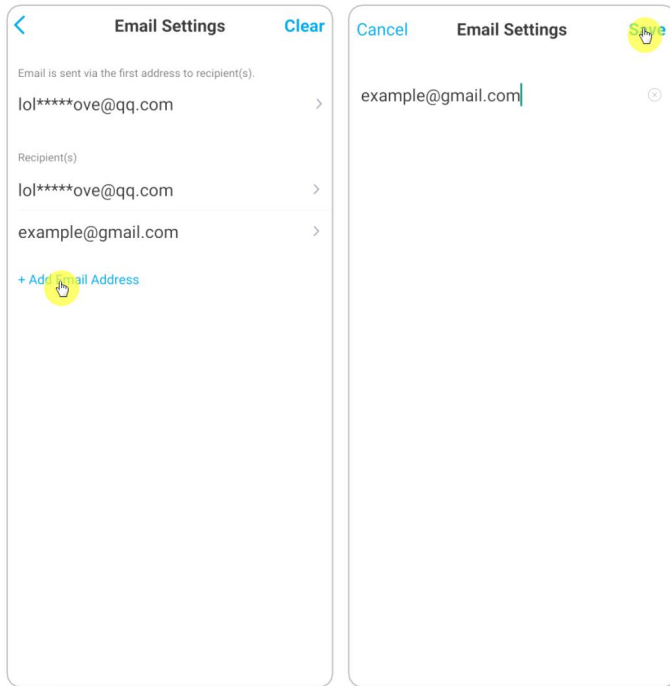 Email Settings
Clear
Email is sent via the first address to recipient(s).
lol*****ove@qq.com
Recipient(s)
lol*****ove@qq.com
example@gmail.com
+ Add Email Address
Cancel
Email Settings
Save
example@gmail.com